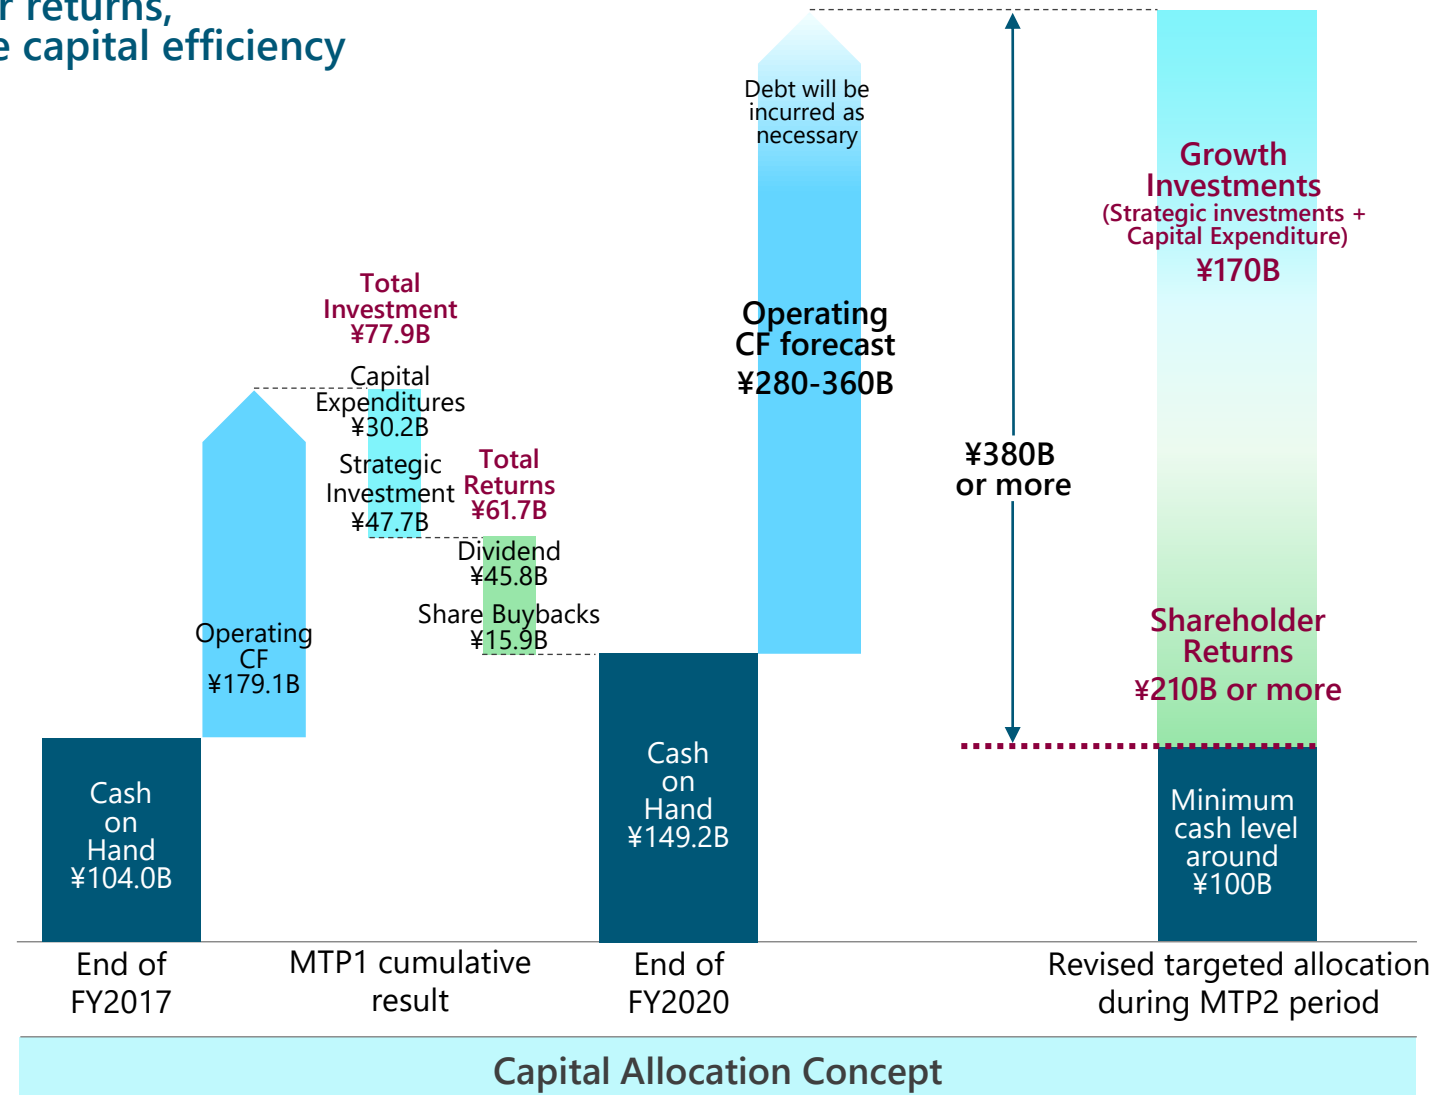 r returns,
e capital efficiency
Debt will be
incurred as
necessary
Growth
Investments
(Strategic investments +
Capital Expenditure)
¥170B
Total
Investment
¥77.9B
Capital
Expenditures
¥30.2B
Strategic
Investment
¥47.7B
Total
Returns
¥61.7B
Dividend
¥45.8B
Share Buybacks
¥15.9B
Operating
CF forecast
¥280-360B
¥380B
or more
Operating
CF
¥179.1B
Shareholder
Returns
¥210B or more
Cash
on
Hand
¥104.0B
Cash
on
Hand
¥149.2B
Minimum
cash level
around
¥100B
End of
FY2017
MTP1 cumulative
result
End of
FY2020
Revised targeted allocation
during MTP2 period
Capital Allocation Concept